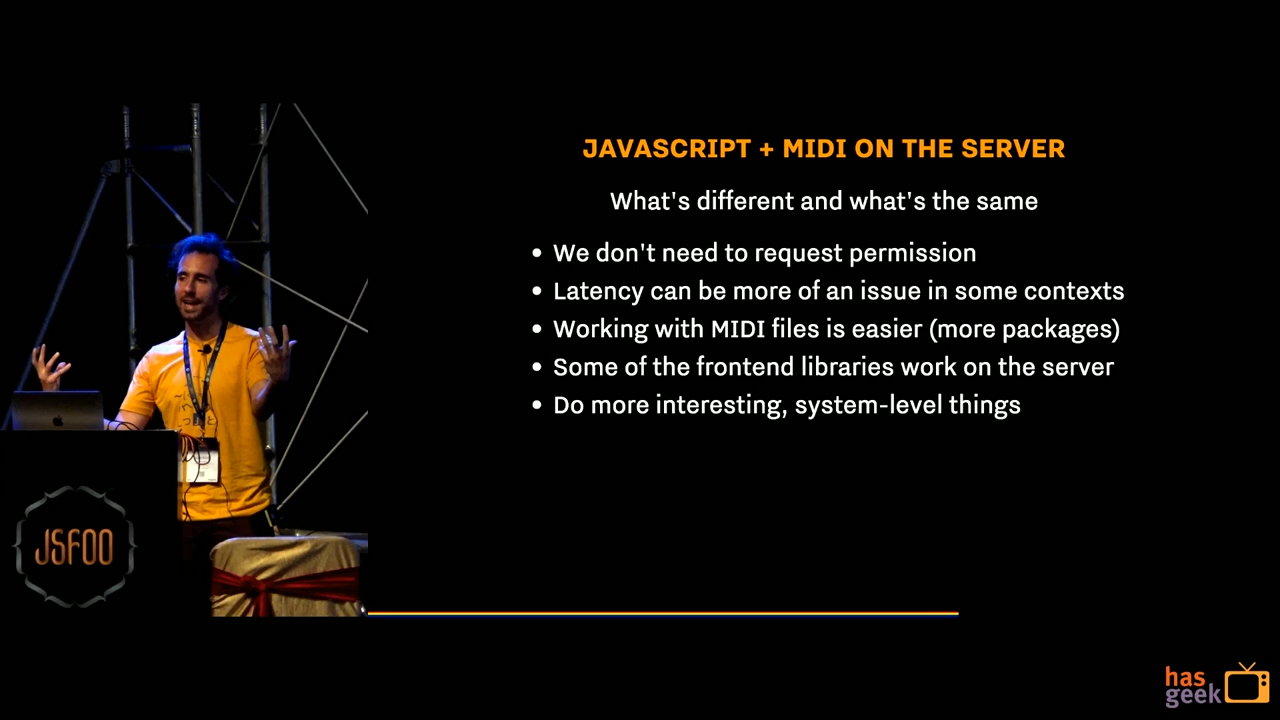 JAVASCRIPT + MIDI ON THE SERVER
What's different and what's the same
• We don't need to request permission
• Latency can be more of an issue in some contexts
• Working with MIDI files is easier (more packages)
• Some of the frontend libraries work on the server
• Do more interesting, system-level things
JSFOO
has
geek